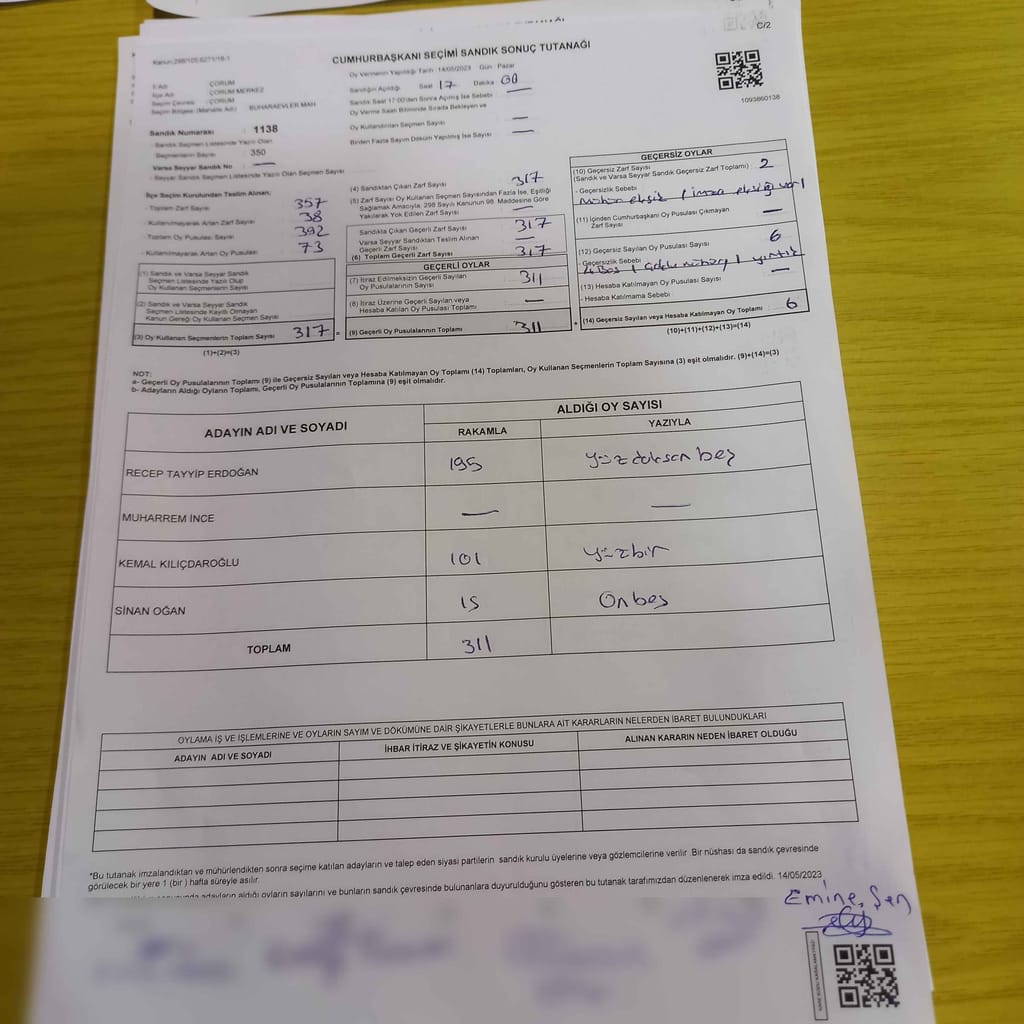 C/2
Kanun:298/105;6271/18-1
CUMHURBAŞKANI SEÇİMİ SANDIK SONUÇ TUTANAĞI
Oy Vermenin Yapıldığı Tarih :14/05/2023 Gün : Pazar
İl Adı : ÇORUM
İlçe Adı : ÇORUM MERKEZ
Seçim Çevresi : ÇORUM
Seçim Bölgesi (Mahalle Adı) : BUHARAEVLER MAH
Sandığın Açıldığı Saat 17 Dakika 00
Sandık Saat 17:00'den Sonra Açılmış İse Sebebi
Oy Verme Saati Bitiminde Sırada Bekleyen ve
Oy Kullandırılan Seçmen Sayısı —
Birden Fazla Sayım Döküm Yapılmış İse Sayısı —
1093860138
Sandık Numarası : 1138
- Sandık Seçmen Listesinde Yazılı Olan
Seçmenlerin Sayısı : 350
Varsa Seyyar Sandık No : —
- Seyyar Sandık Seçmen Listesinde Yazılı Olan Seçmen Sayısı
İlçe Seçim Kurulundan Teslim Alınan;
- Toplam Zarf Sayısı 357
- Kullanılmayarak Artan Zarf Sayısı 38
- Toplam Oy Pusulası Sayısı 392
- Kullanılmayarak Artan Oy Pusulası 73
(1) Sandık ve Varsa Seyyar Sandık
Seçmen Listesinde Yazılı Olup
Oy Kullanan Seçmenlerin Sayısı
(2) Sandık ve Varsa Seyyar Sandık
Seçmen Listesinde Kayıtlı Olmayan
Kanun Gereği Oy Kullanan Seçmen Sayısı
(3) Oy Kullanan Seçmenlerin Toplam Sayısı 317 =
(1)+(2)=(3)
(4) Sandıktan Çıkan Zarf Sayısı 317
(5) Zarf Sayısı Oy Kullanan Seçmen Sayısından Fazla İse, Eşitliği
Sağlamak Amacıyla, 298 Sayılı Kanunun 98. Maddesine Göre
Yakılarak Yok Edilen Zarf Sayısı —
Sandıkta Çıkan Geçerli Zarf Sayısı 317
Varsa Seyyar Sandıktan Teslim Alınan
Geçerli Zarf Sayısı —
(6) Toplam Geçerli Zarf Sayısı 317
GEÇERLİ OYLAR
(7) İtiraz Edilmeksizin Geçerli Sayılan
Oy Pusulalarının Sayısı 311
(8) İtiraz Üzerine Geçerli Sayılan veya
Hesaba Katılan Oy Pusulası Toplamı —
(9) Geçerli Oy Pusulalarının Toplamı 311 +
GEÇERSİZ OYLAR
(10) Geçersiz Zarf Sayısı
(Sandık ve Varsa Seyyar Sandık Geçersiz Zarf Toplamı) : 2
- Geçersizlik Sebebi
mühür eksik / imza eksiği var /
(11) İçinden Cumhurbaşkanı Oy Pusulası Çıkmayan
Zarf Sayısı —
(12) Geçersiz Sayılan Oy Pusulası Sayısı 6
- Geçersizlik Sebebi
(13) Hesaba Katılmayan Oy Pusulası Sayısı —
- Hesaba Katılmama Sebebi
(14) Geçersiz Sayılan veya Hesaba Katılmayan Oy Toplamı : 6
(10)+(11)+(12)+(13)=(14)
NOT:
a- Geçerli Oy Pusulalarının Toplamı (9) ile Geçersiz Sayılan veya Hesaba Katılmayan Oy Toplamı (14) Toplamları, Oy Kullanan Seçmenlerin Toplam Sayısına (3) eşit olmalıdır. (9)+(14)=(3)
b- Adayların Aldığı Oyların Toplamı, Geçerli Oy Pusulalarının Toplamına (9) eşit olmalıdır.
ADAYIN ADI VE SOYADI
ALDIĞI OY SAYISI
RAKAMLA YAZIYLA
RECEP TAYYİP ERDOĞAN 195 yüz doksan beş
MUHARREM İNCE — —
KEMAL KILIÇDAROĞLU 101 yüzbir
SİNAN OĞAN 15 Onbeş
TOPLAM 311
OYLAMA İŞ VE İŞLEMLERİNE VE OYLARIN SAYIM VE DÖKÜMÜNE DAİR ŞİKAYETLERLE BUNLARA AİT KARARLARIN NELERDEN İBARET BULUNDUKLARI
ADAYIN ADI VE SOYADI İHBAR İTİRAZ VE ŞİKAYETİN KONUSU ALINAN KARARIN NEDEN İBARET OLDUĞU
*Bu tutanak imzalandıktan ve mühürlendikten sonra seçime katılan adayların ve talep eden siyasi partilerin sandık kurulu üyelerine veya gözlemcilerine verilir. Bir nüshası da sandık çevresinde
görülecek bir yere 1 (bir) hafta süreyle asılır.
adayların aldığı oyların sayılarını ve bunların sandık çevresinde bulunanlara duyurulduğunu gösteren bu tutanak tarafımızdan düzenlenerek imza edildi. 14/05/2023
Emine Şen